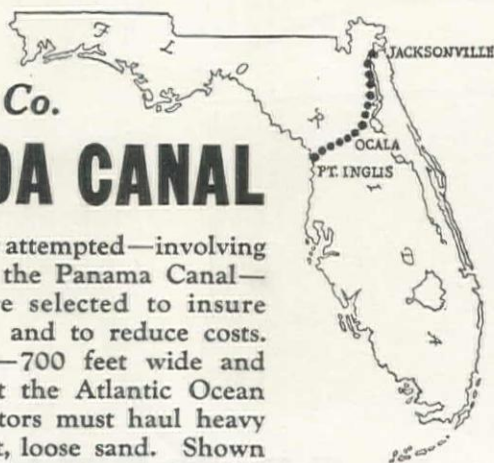 Co.
DA CANAL
attempted—involving
the Panama Canal—
e selected to insure
and to reduce costs.
—700 feet wide and
t the Atlantic Ocean
tors must haul heavy
t, loose sand. Shown
F L O R I D A
JACKSONVILLE
OCALA
PT. INGLIS